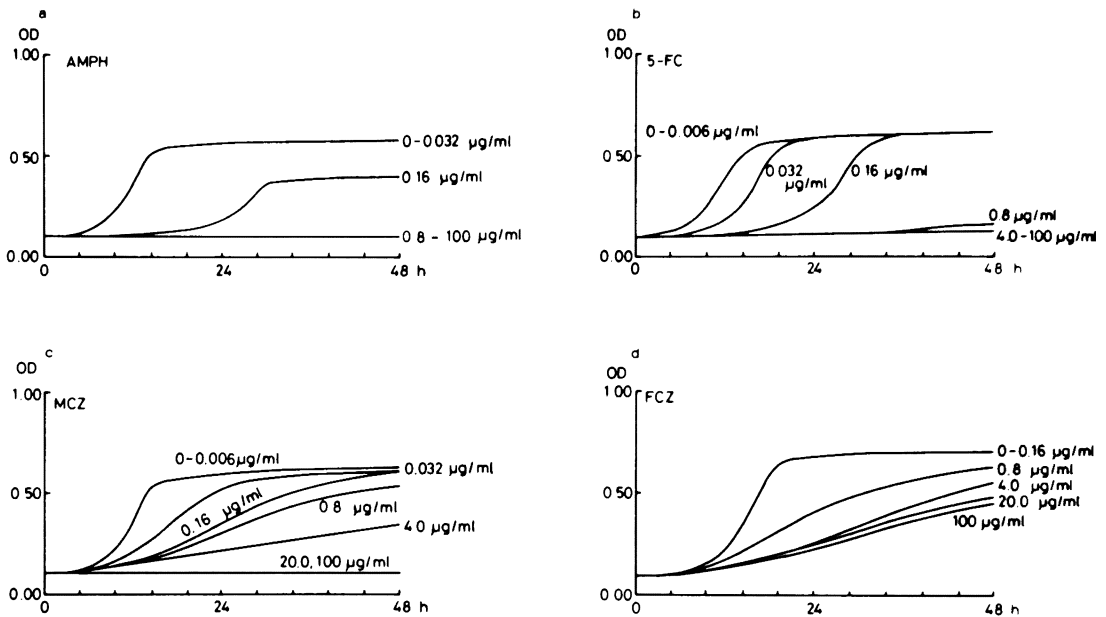 a
OD
1.00
AMPH
0-0.032 µg/ml
0.50
0.16 µg/ml
0.8-100 µg/ml
0.00
0
24
48 h
b
OD
1.00
5-FC
0-0.006 µg/ml
0.50
0.032 µg/ml
0.16 µg/ml
0.8 µg/ml
4.0-100 µg/ml
0.00
0
24
48 h
c
OD
1.00
MCZ
0-0.006 µg/ml
0.032 µg/ml
0.50
0.16 µg/ml
0.8 µg/ml
4.0 µg/ml
20.0, 100 µg/ml
0.00
0
24
48 h
d
OD
1.00
FCZ
0-0.16 µg/ml
0.8 µg/ml
4.0 µg/ml
0.50
20.0 µg/ml
100 µg/ml
0.00
0
24
48 h